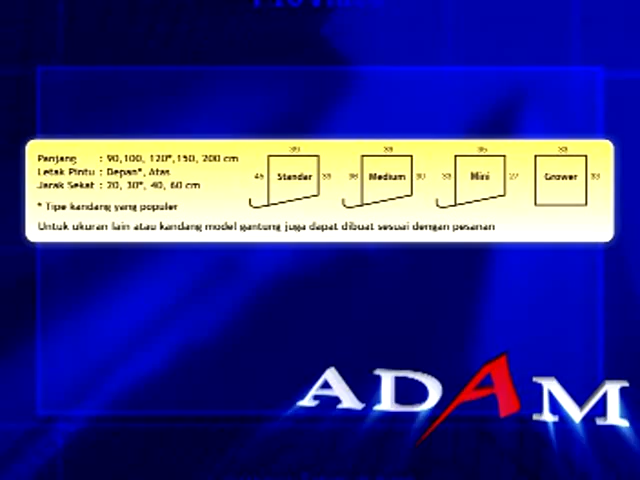 Panjang : 90,100, 120*,150, 200 cm
Letak Pintu : Depan*, Atas
Jarak Sekat : 20, 30*, 40, 60 cm
* Tipe kandang yang populer
Standar
Medium
Mini
Grower
Untuk ukuran lain atau kandang model gantung juga dapat dibuat sesuai dengan pesanan
ADAM